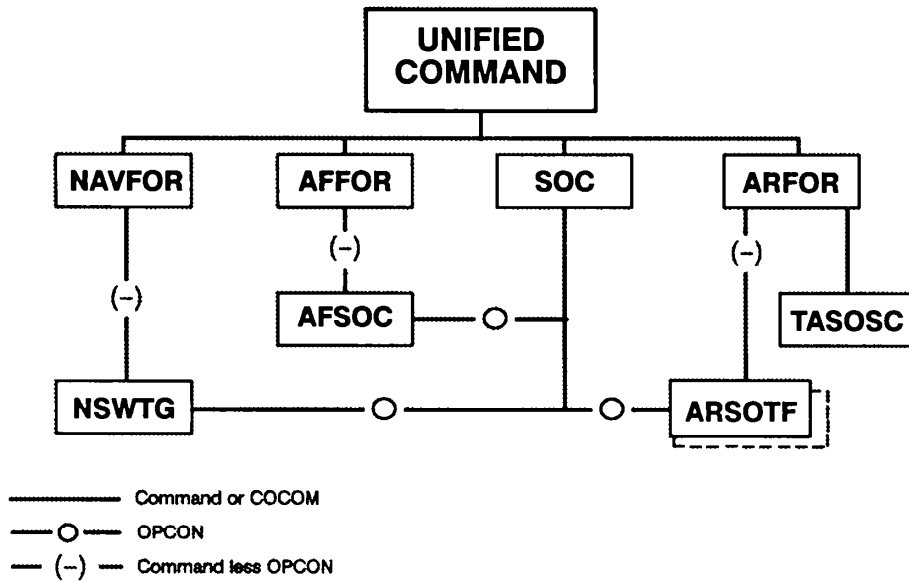 UNIFIED
COMMAND
NAVFOR
AFFOR
SOC
ARFOR
(-)
(-)
(-)
AFSOC
TASOSC
NSWTG
ARSOTF
Command or COCOM
OPCON
(-) Command less OPCON